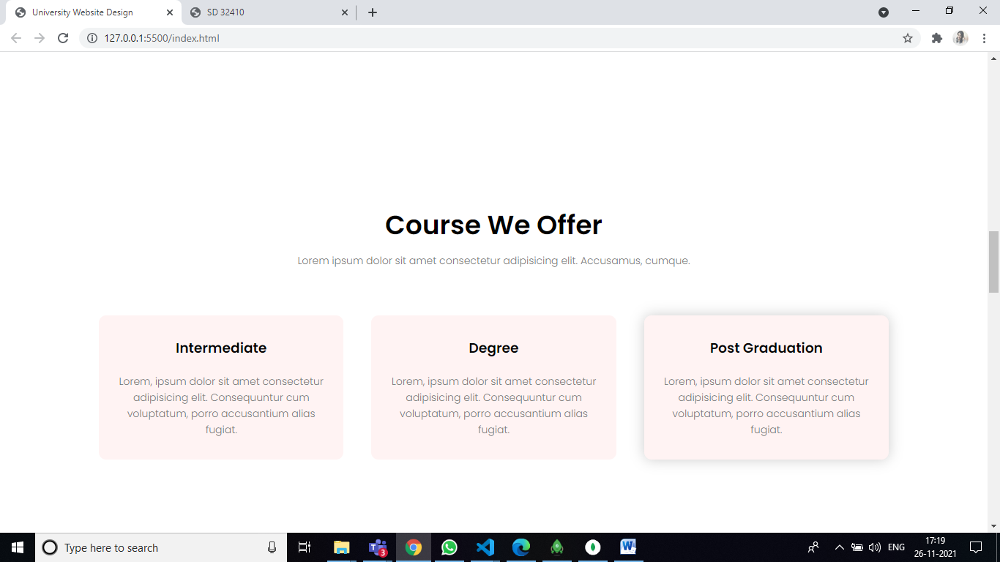 University Website Design
SD 32410
127.0.0.1:5500/index.html
Course We Offer
Lorem ipsum dolor sit amet consectetur adipisicing elit. Accusamus, cumque.
Intermediate
Lorem, ipsum dolor sit amet consectetur
adipisicing elit. Consequuntur cum
voluptatum, porro accusantium alias
fugiat.
Degree
Lorem, ipsum dolor sit amet consectetur
adipisicing elit. Consequuntur cum
voluptatum, porro accusantium alias
fugiat.
Post Graduation
Lorem, ipsum dolor sit amet consectetur
adipisicing elit. Consequuntur cum
voluptatum, porro accusantium alias
fugiat.
Type here to search
3
W
ENG
17:19
26-11-2021